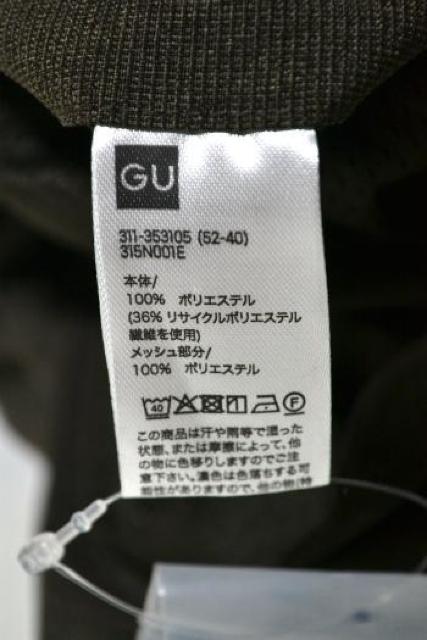 GU
311-353105 (52-40)
315N001E
本体/
100% ポリエステル
(36% リサイクルポリエステル
繊維を使用)
メッシュ部分/
100% ポリエステル
40
F
この商品は汗や雨等で湿った
状態、または摩擦によって、他
の物に色移りしますのでご注
意下さい。濃色は色落ちする可
能性がありますので、他の物(特